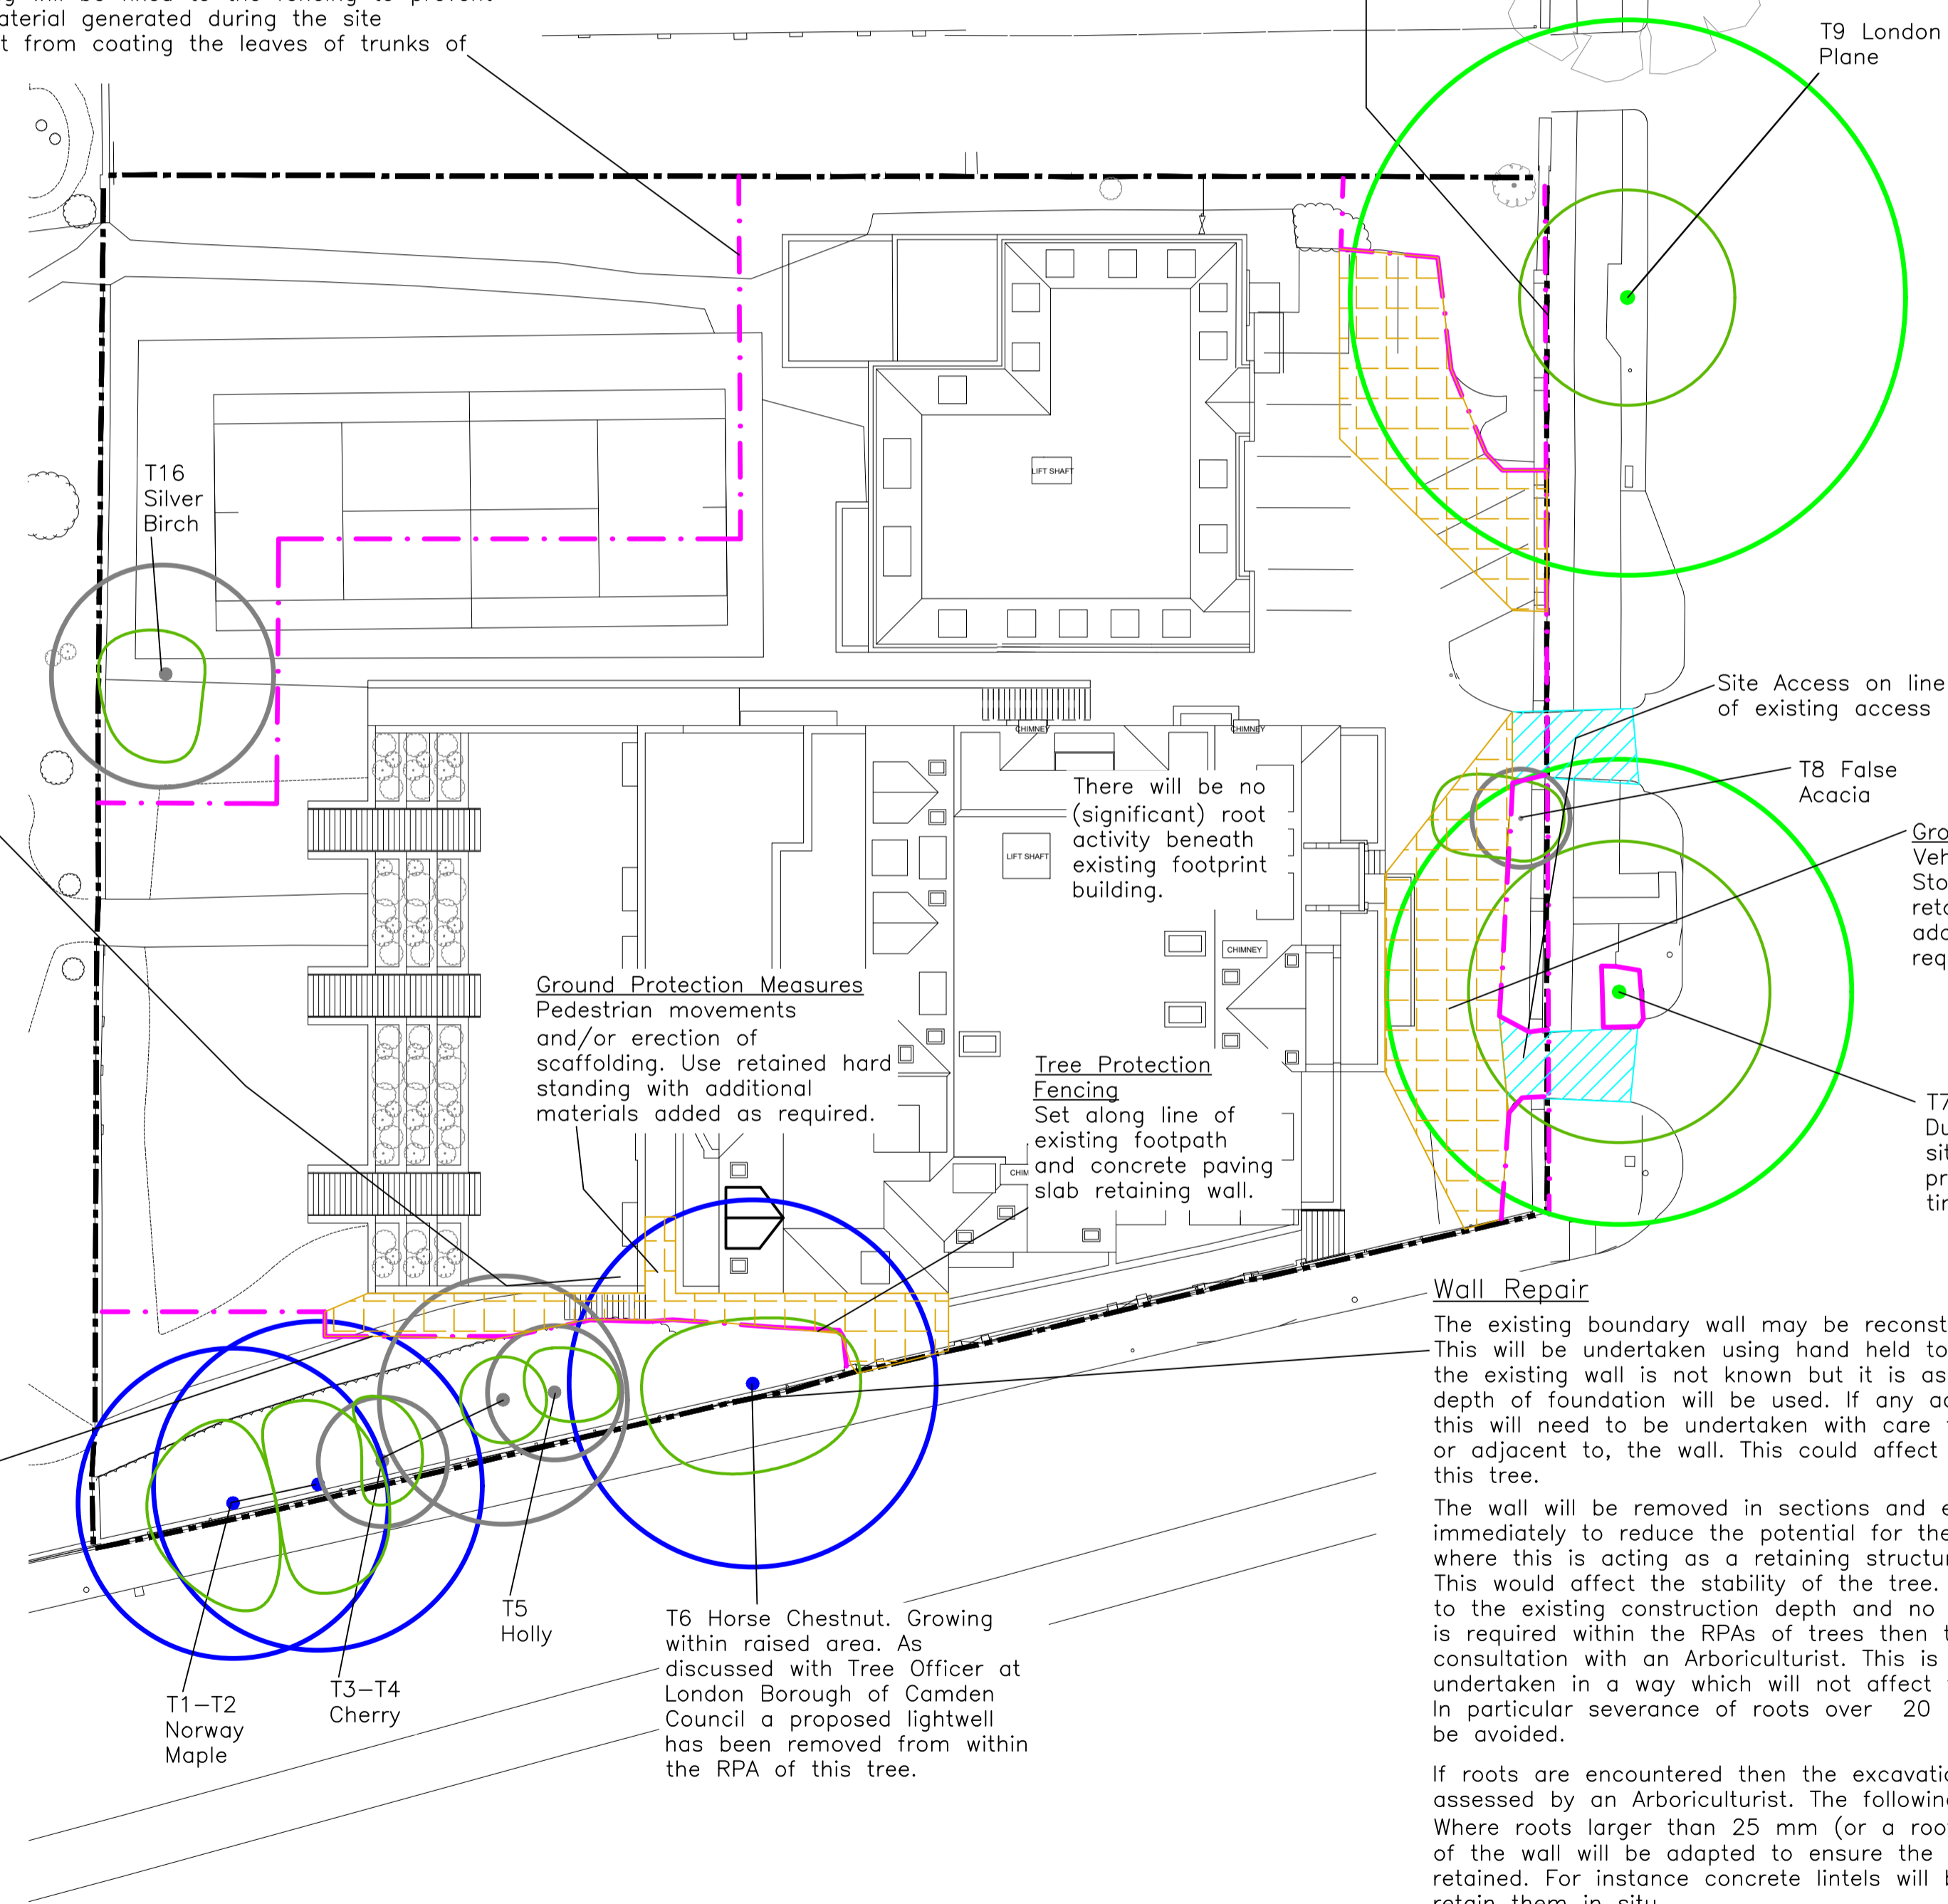 will be fixed to the fencing to prevent
material generated during the site
from coating the leaves of trunks of
T9 London
Plane
T16
Silver
Birch
LIFT SHAFT
Site Access on line
of existing access
T8 False
Acacia
CHIMNEY
CHIMNEY
There will be no
(significant) root
activity beneath
existing footprint
building.
LIFT SHAFT
CHIMNEY
Ground Protection Measures
Pedestrian movements
and/or erection of
scaffolding. Use retained hard
standing with additional
materials added as required.
Tree Protection
Fencing
Set along line of
existing footpath
and concrete paving
slab retaining wall.
CHIM
T7
Wall Repair
The existing boundary wall may be
This will be undertaken using hand held
the existing wall is not known but it is
depth of foundation will be used. If any
this will need to be undertaken with care
or adjacent to, the wall. This could affect
this tree.
The wall will be removed in sections and
immediately to reduce the potential for
where this is acting as a retaining
This would affect the stability of the tree.
to the existing construction depth and no
is required within the RPAs of trees then
consultation with an Arboriculturist. This is
undertaken in a way which will not affect
In particular severance of roots over 20
be avoided.
If roots are encountered then the
assessed by an Arboriculturist. The
Where roots larger than 25 mm (or a
of the wall will be adapted to ensure the
retained. For instance concrete lintels will
retain them in situ
T5
Holly
T6 Horse Chestnut. Growing
within raised area. As
discussed with Tree Officer at
London Borough of Camden
Council a proposed lightwell
has been removed from within
the RPA of this tree.
T3-T4
Cherry
T1-T2
Norway
Maple